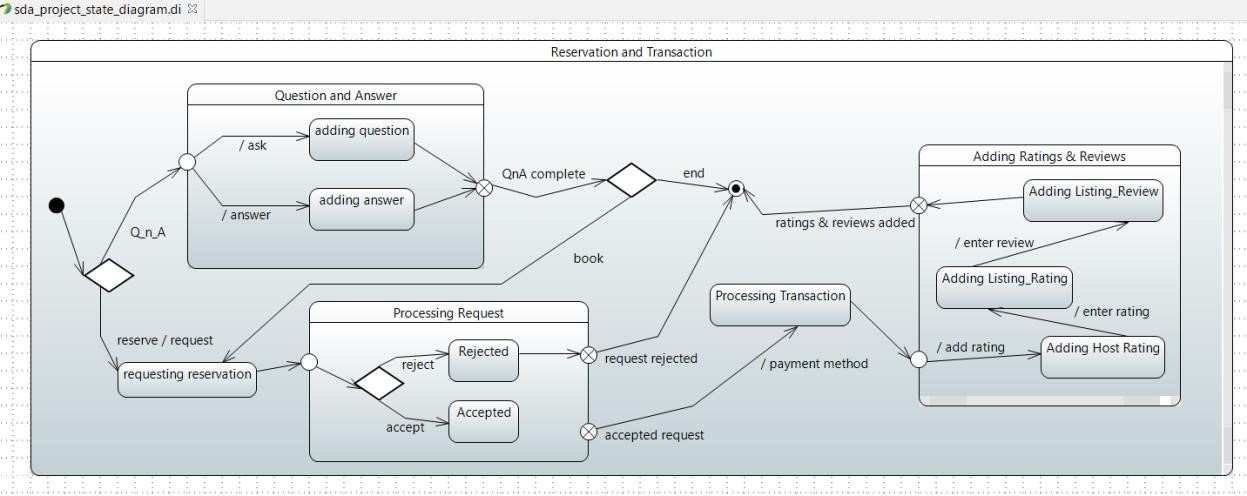 sda_project_state_diagram.di
Reservation and Transaction
Question and Answer
adding question
/ ask
adding answer
/ answer
Q_n_A
QnA complete
end
book
Adding Ratings & Reviews
Adding Listing_Review
ratings & reviews added
/ enter review
Adding Listing_Rating
/ enter rating
Adding Host Rating
/ add rating
Processing Transaction
/ payment method
Processing Request
reserve / request
requesting reservation
reject
Rejected
request rejected
accept
Accepted
accepted request